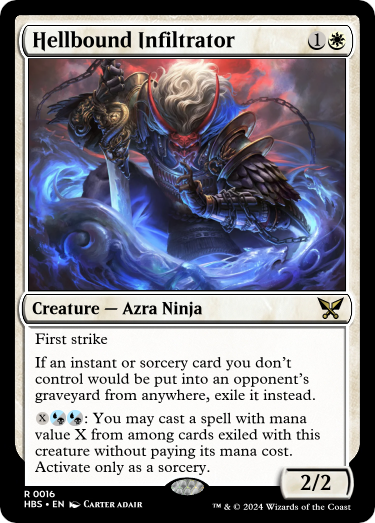 Hellbound Infiltrator 1
Creature — Azra Ninja
First strike
If an instant or sorcery card you don't
control would be put into an opponent's
graveyard from anywhere, exile it instead.
X: You may cast a spell with mana
value X from among cards exiled with this
creature without paying its mana cost.
Activate only as a sorcery.
2/2
R 0016
HBS • EN CARTER ADAIR
™ & © 2024 Wizards of the Coast